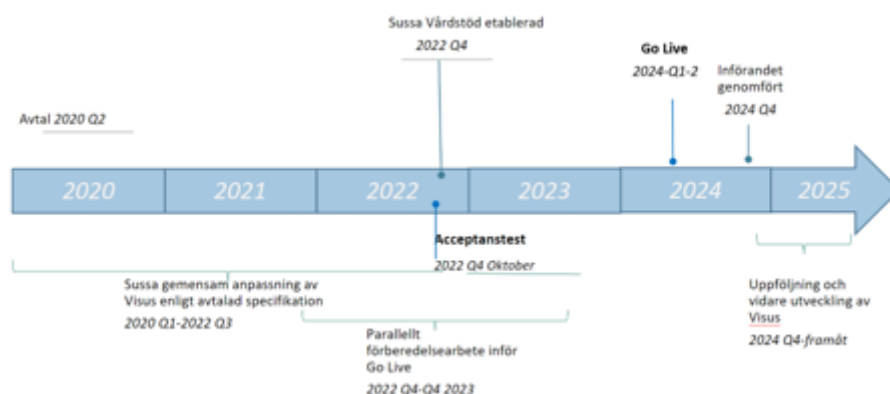 Sussa Vårdstöd etablerad
2022 Q4
Go Live
2024-Q1-2
Införandet
genomfört
2024 Q4
Avtal 2020 Q2
2020
2021
2022
2023
2024
2025
Acceptanstest
2022 Q4 Oktober
Sussa gemensam anpassning av
Visus enligt avtalad specifikation
2020 Q1-2022 Q3
Parallellt
förberedelsearbete inför
Go Live
2022 Q4-Q4 2023
Uppföljning och
vidare utveckling av
Visus
2024 Q4-framåt